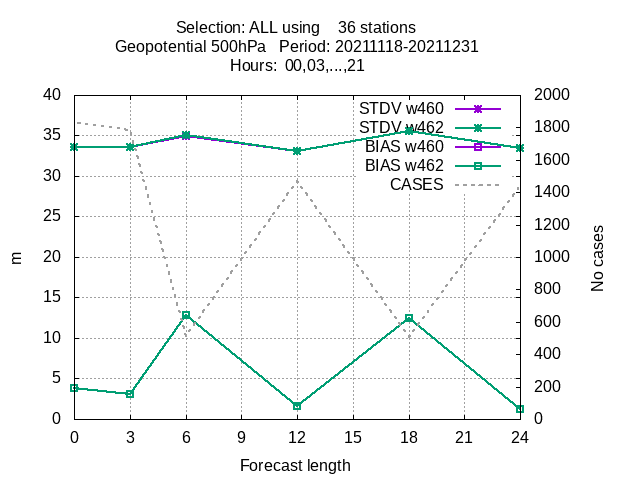 Selection: ALL using 36 stations
Geopotential 500hPa Period: 20211118-20211231
Hours: 00,03,...,21
40 2000
STDV w460
35 1800
STDV w462
BIAS w460
30 1600
BIAS w462
CASES
1400
25 1200
20 1000
15 800
10 600
400
5 200
0 0
m
No cases
0 3 6 9 12 15 18 21 24
Forecast length